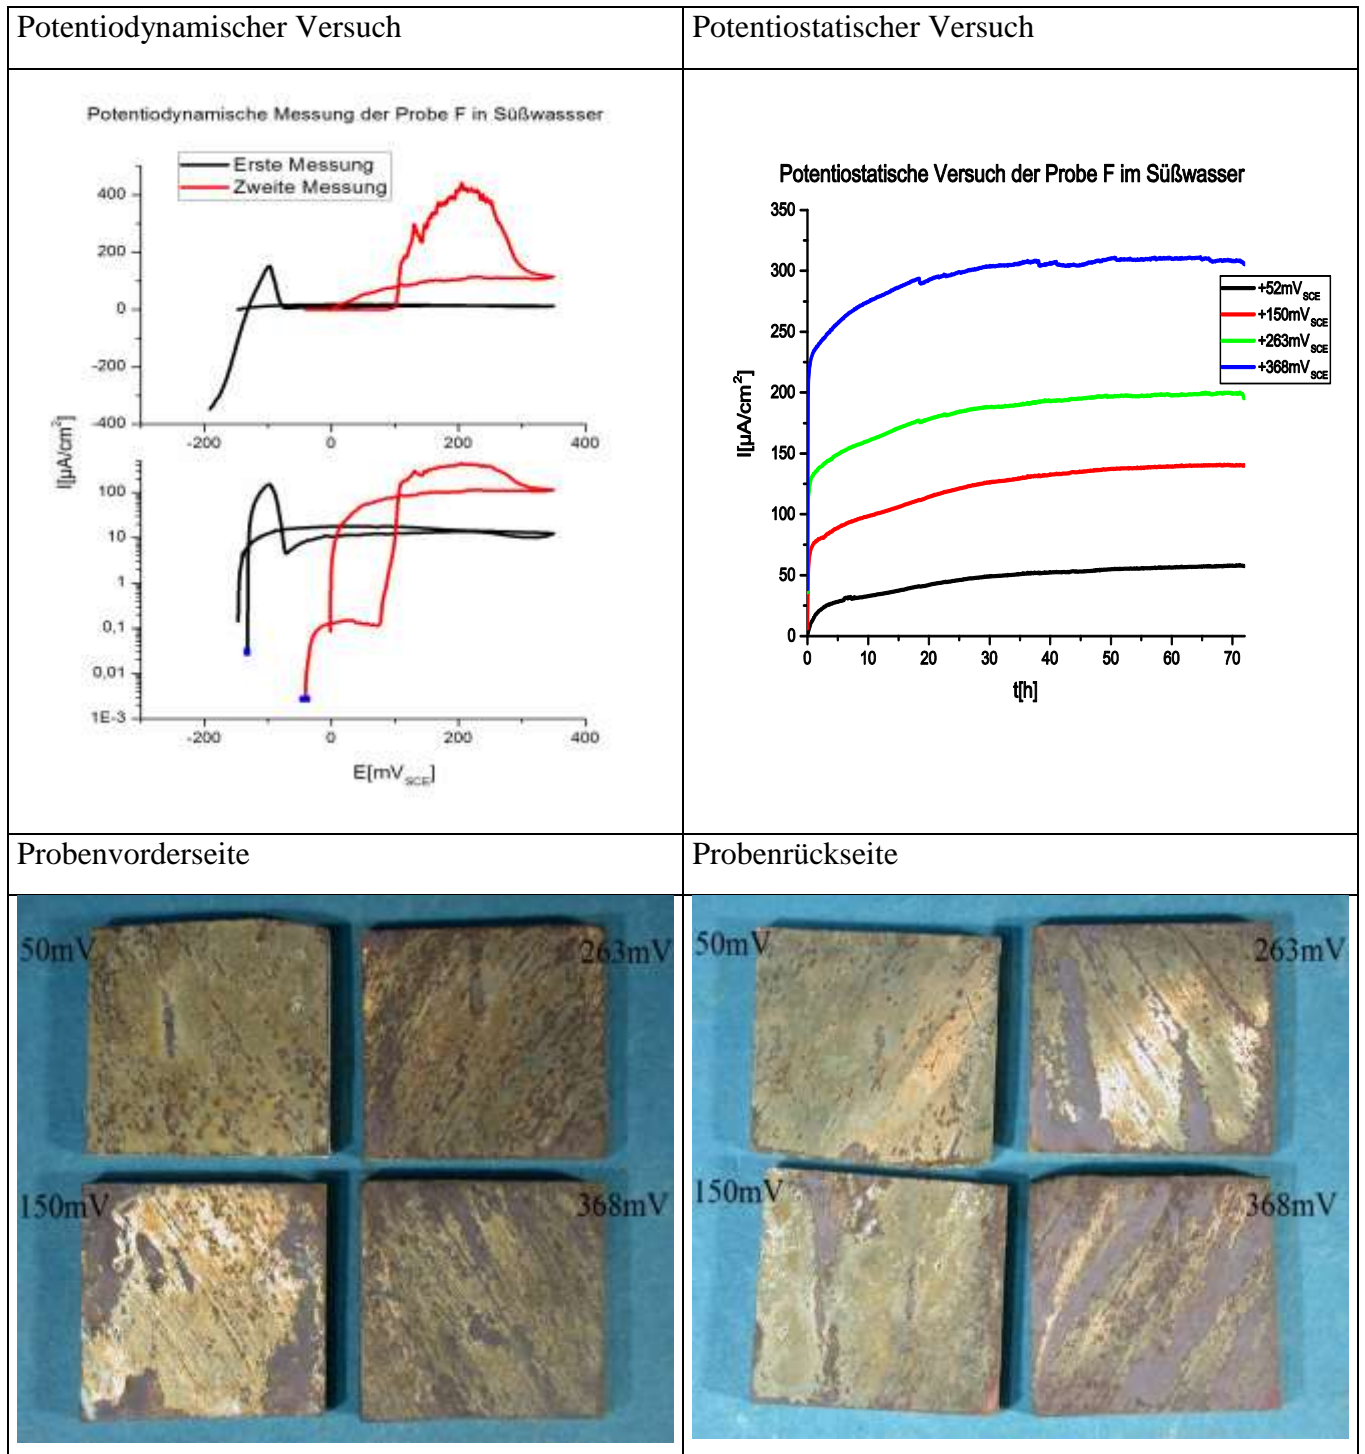 Potentiodynamischer Versuch
Potentiostatischer Versuch
Potentiodynamische Messung der Probe F in Süßwassser
Erste Messung
Zweite Messung
400
200
0
-200
-400
-200
0
200
400
I[µA/cm²]
100
10
1
0,1
0,01
1E-3
-200
0
200
400
E[mV_SCE]
Potentiostatische Versuch der Probe F im Süßwasser
350
300
250
200
150
100
50
0
I[µA/cm²]
+52mV_SCE
+150mV_SCE
+263mV_SCE
+368mV_SCE
0
10
20
30
40
50
60
70
t[h]
Probenvorderseite
Probenrückseite
50mV
263mV
150mV
368mV
50mV
263mV
150mV
368mV